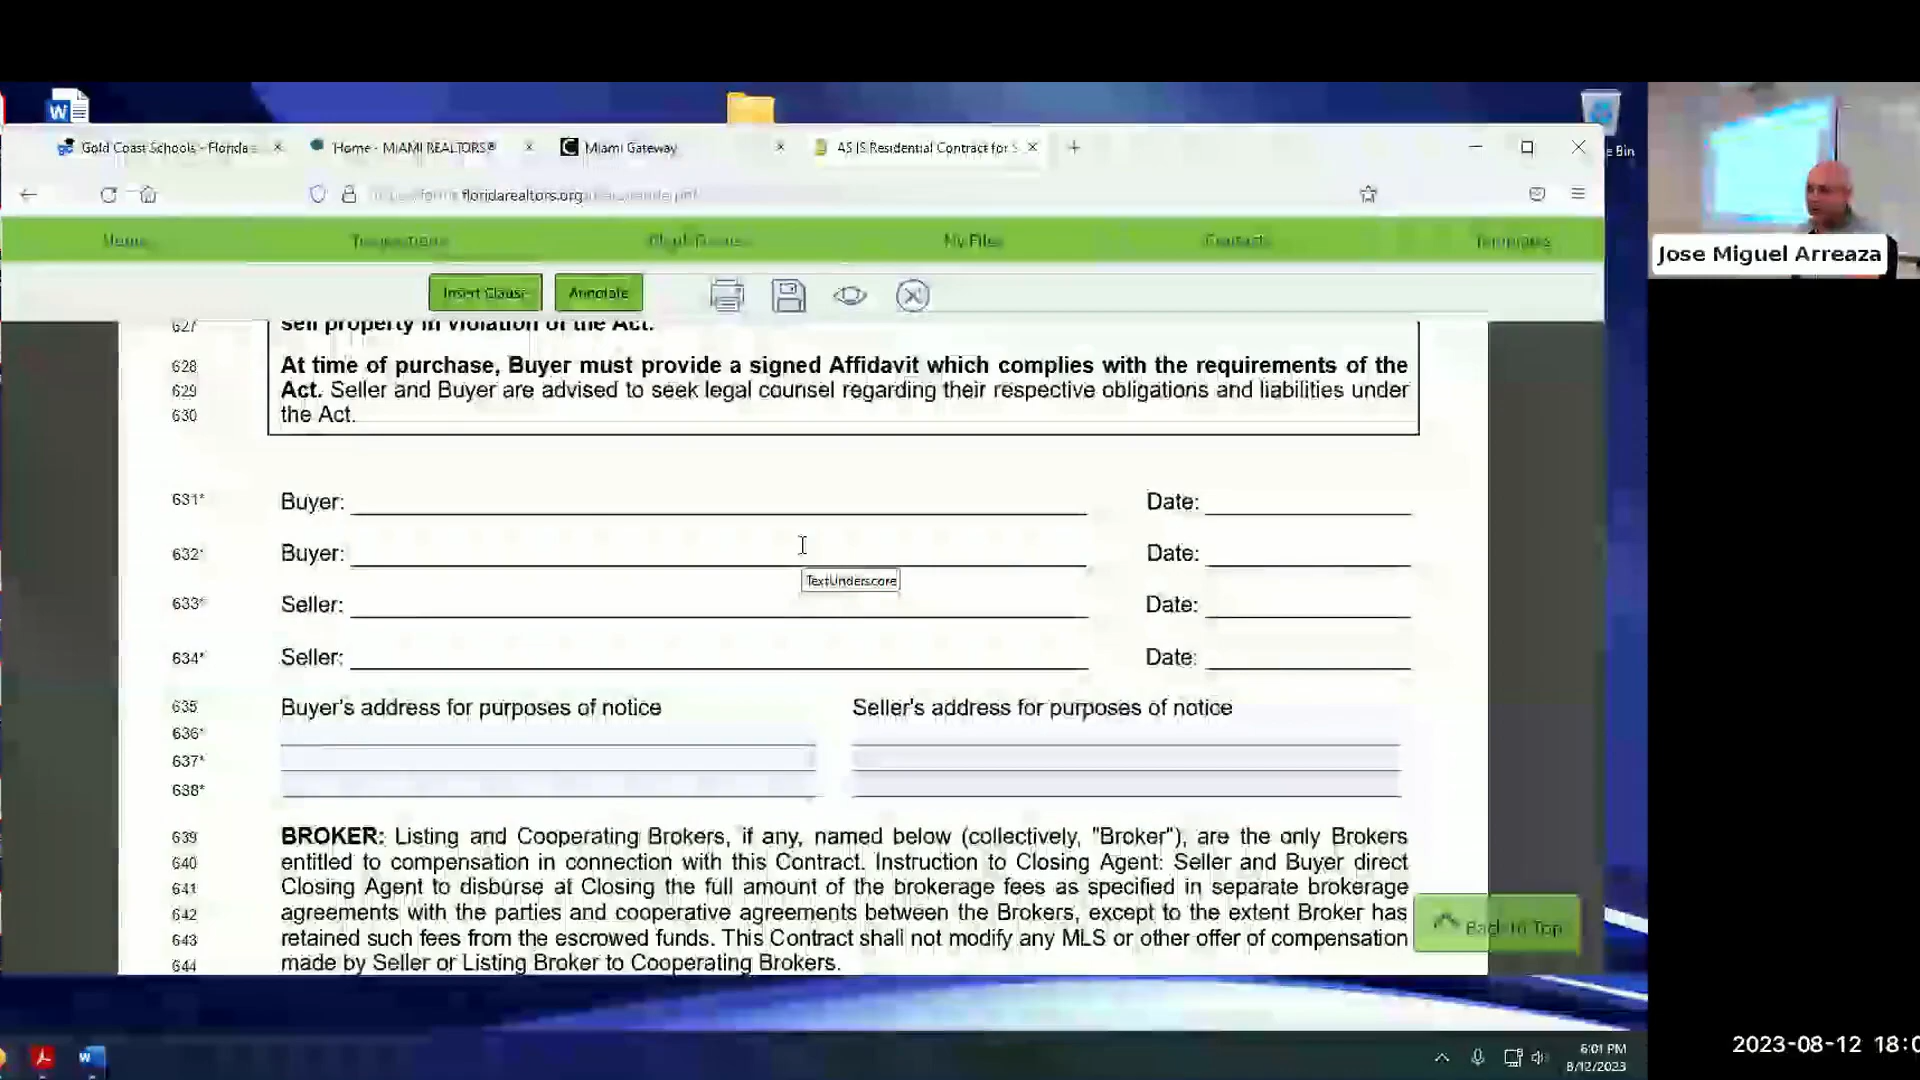 Gold Coast Schools - Florida
Home - MIAMI REALTORS®
Miami Gateway
AS IS Residential Contract for S
e Bin
floridarealtors.org
Home
Transactions
My Files
Contacts
Templates
Jose Miguel Arreaza
Insert Clause
Annotate
627 sell property in violation of the Act.
628 At time of purchase, Buyer must provide a signed Affidavit which complies with the requirements of the
629 Act. Seller and Buyer are advised to seek legal counsel regarding their respective obligations and liabilities under
630 the Act.
631* Buyer: Date:
632* Buyer: Date:
TextUnderscore
633* Seller: Date:
634* Seller: Date:
635 Buyer's address for purposes of notice Seller's address for purposes of notice
636*
637*
638*
639 BROKER: Listing and Cooperating Brokers, if any, named below (collectively, "Broker"), are the only Brokers
640 entitled to compensation in connection with this Contract. Instruction to Closing Agent: Seller and Buyer direct
641 Closing Agent to disburse at Closing the full amount of the brokerage fees as specified in separate brokerage
642 agreements with the parties and cooperative agreements between the Brokers, except to the extent Broker has
643 retained such fees from the escrowed funds. This Contract shall not modify any MLS or other offer of compensation
644 made by Seller or Listing Broker to Cooperating Brokers.
Back to Top
6:01 PM
8/12/2023
2023-08-12 18:0